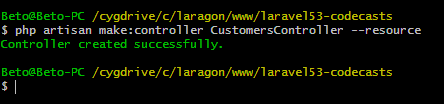 Beto@Beto-PC /cygdrive/c/laragon/www/laravel53-codecasts
$ php artisan make:controller CustomersController --resource
Controller created successfully.
Beto@Beto-PC /cygdrive/c/laragon/www/laravel53-codecasts
$